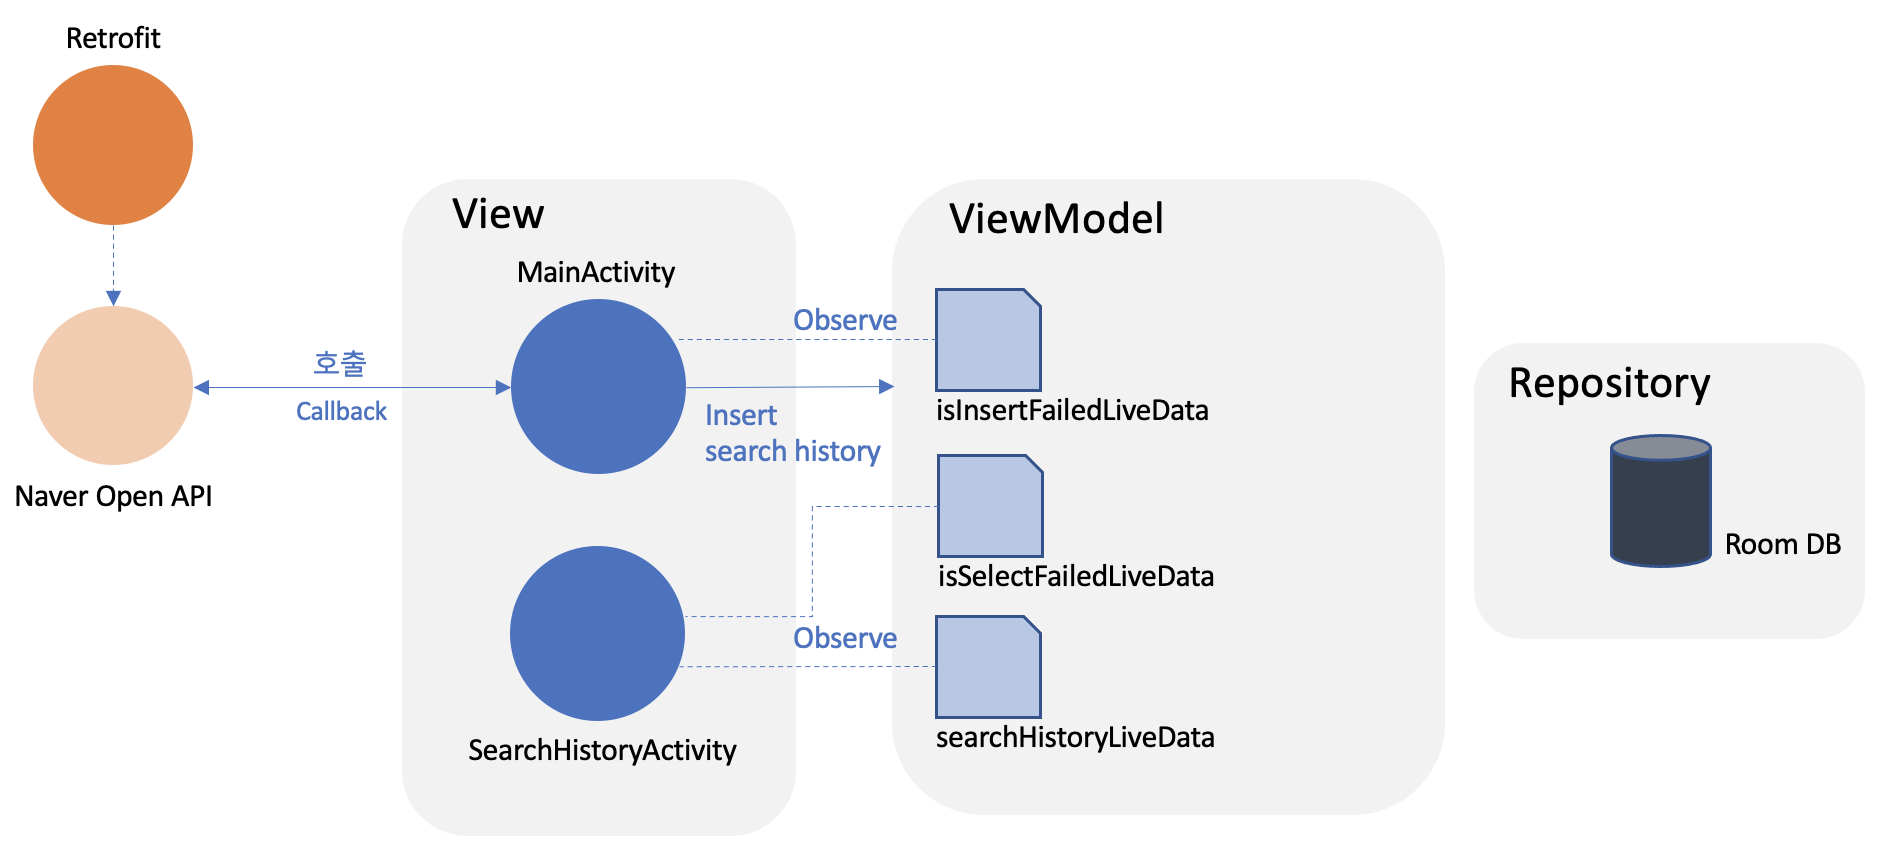 Retrofit
Naver Open API
호출
Callback
View
MainActivity
SearchHistoryActivity
Observe
Insert
search history
Observe
ViewModel
isInsertFailedLiveData
isSelectFailedLiveData
searchHistoryLiveData
Repository
Room DB